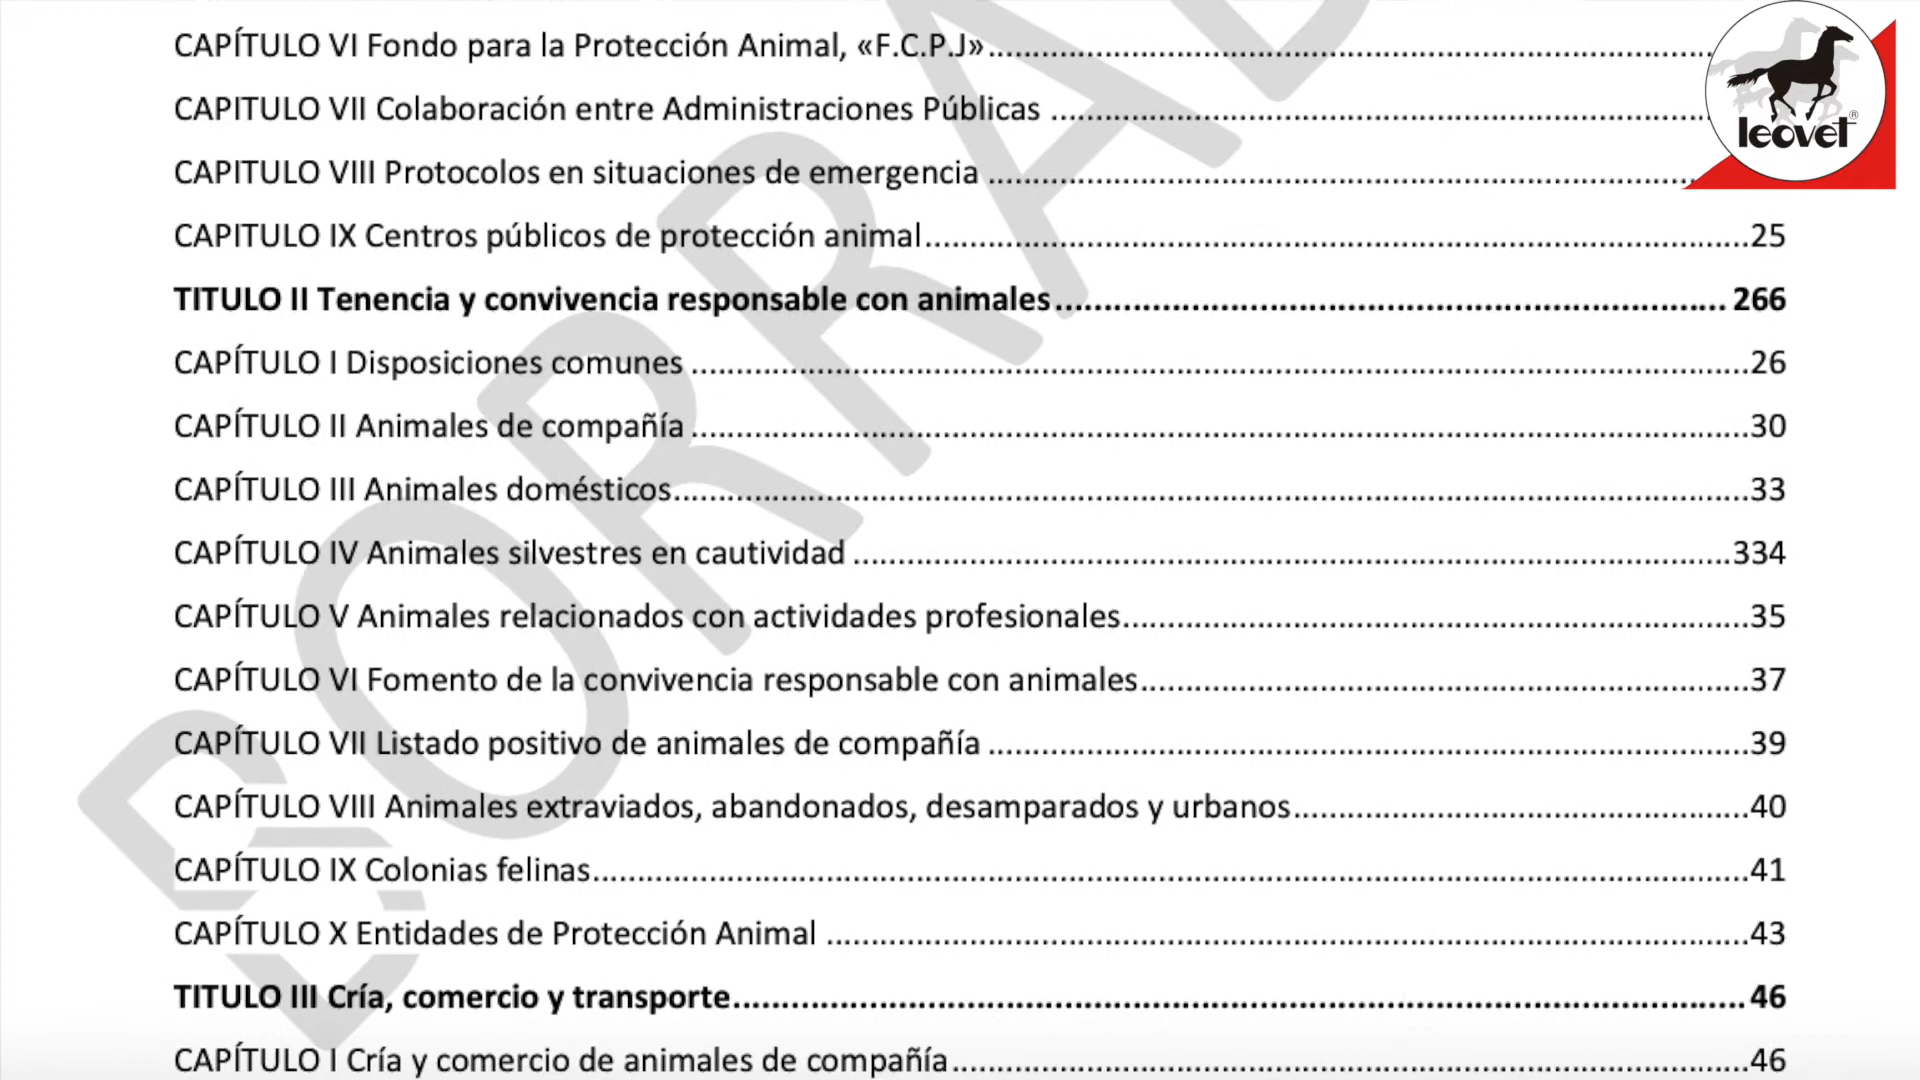 CAPÍTULO VI Fondo para la Protección Animal, «F.C.P.J»
CAPITULO VII Colaboración entre Administraciones Públicas
CAPITULO VIII Protocolos en situaciones de emergencia
CAPITULO IX Centros públicos de protección animal 25
TITULO II Tenencia y convivencia responsable con animales 266
CAPÍTULO I Disposiciones comunes 26
CAPÍTULO II Animales de compañía 30
CAPÍTULO III Animales domésticos 33
CAPÍTULO IV Animales silvestres en cautividad 334
CAPÍTULO V Animales relacionados con actividades profesionales 35
CAPÍTULO VI Fomento de la convivencia responsable con animales 37
CAPÍTULO VII Listado positivo de animales de compañía 39
CAPÍTULO VIII Animales extraviados, abandonados, desamparados y urbanos 40
CAPÍTULO IX Colonias felinas 41
CAPÍTULO X Entidades de Protección Animal 43
TITULO III Cría, comercio y transporte 46
CAPÍTULO I Cría y comercio de animales de compañía 46
leovet®